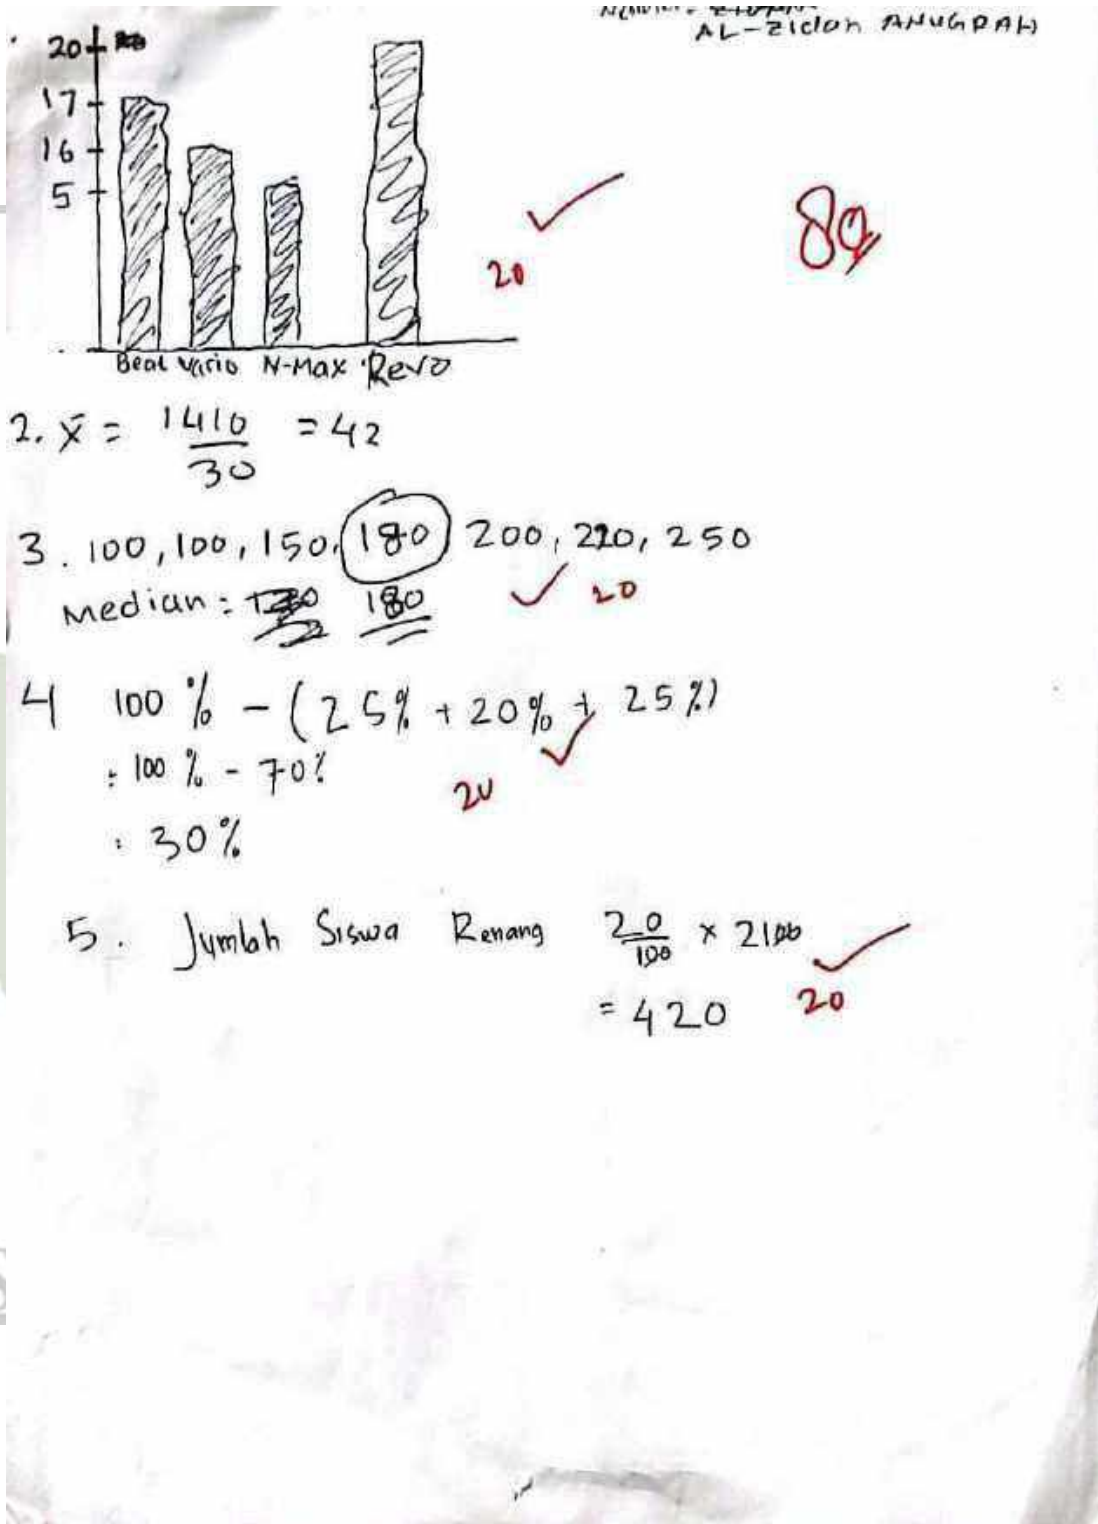 AL-Zidan ANUGRAH
20
17
16
5
Beat Vario N-Max Revo
20
80
2. x̄ = 1410/30 = 42
3. 100, 100, 150, 180 200, 220, 250
Median: 180
20
4 100 % - (25% + 20% + 25%)
: 100 % - 70%
: 30%
20
5. Jumlah Siswa Renang 20/100 x 2100
= 420
20